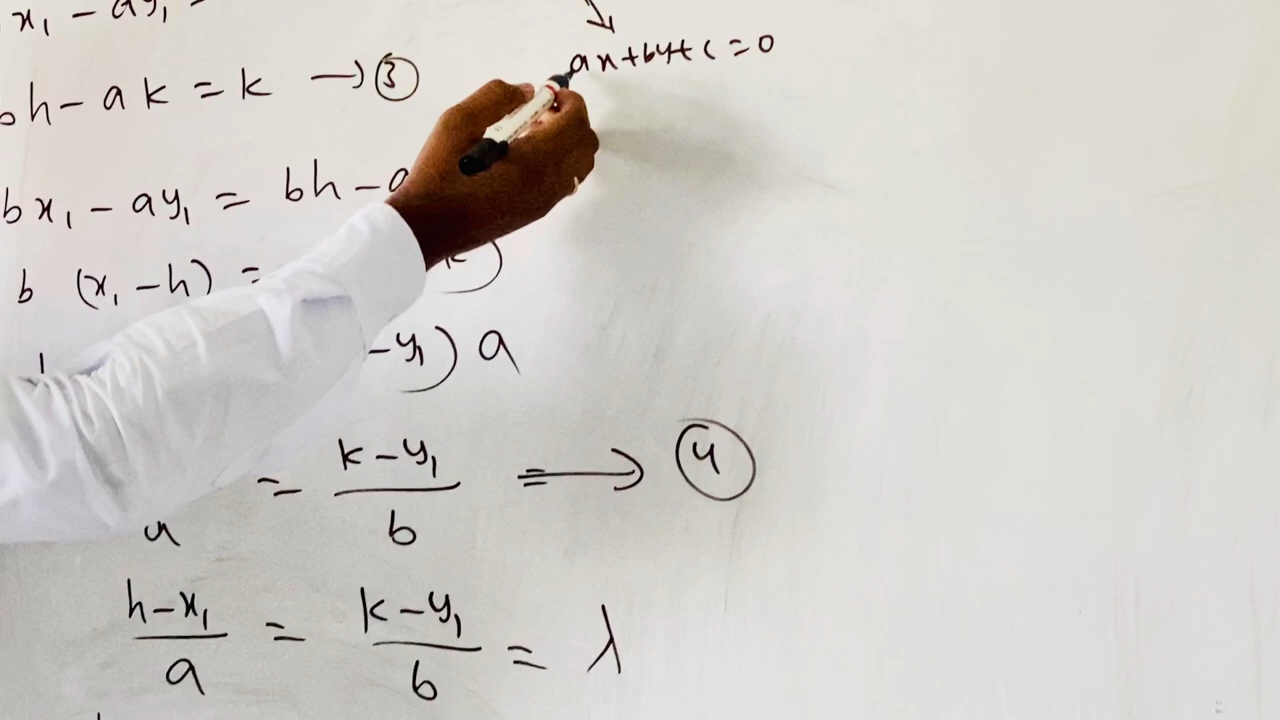 x₁ - ay₁ =
bh - ak = k → ③
ax + by + c = 0
bx₁ - ay₁ = bh - a
b (x₁ - h) = k)
- y₁) a
a = (k - y₁)/b ⟹ ④
(h - x₁)/a = (k - y₁)/b = λ